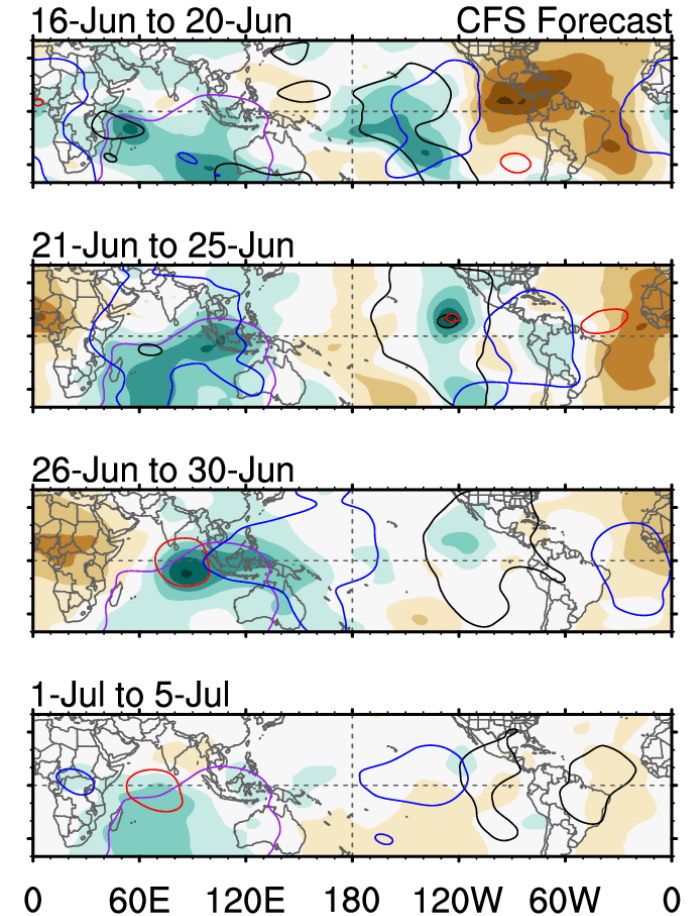 16-Jun to 20-Jun CFS Forecast
21-Jun to 25-Jun
26-Jun to 30-Jun
1-Jul to 5-Jul
0 60E 120E 180 120W 60W 0